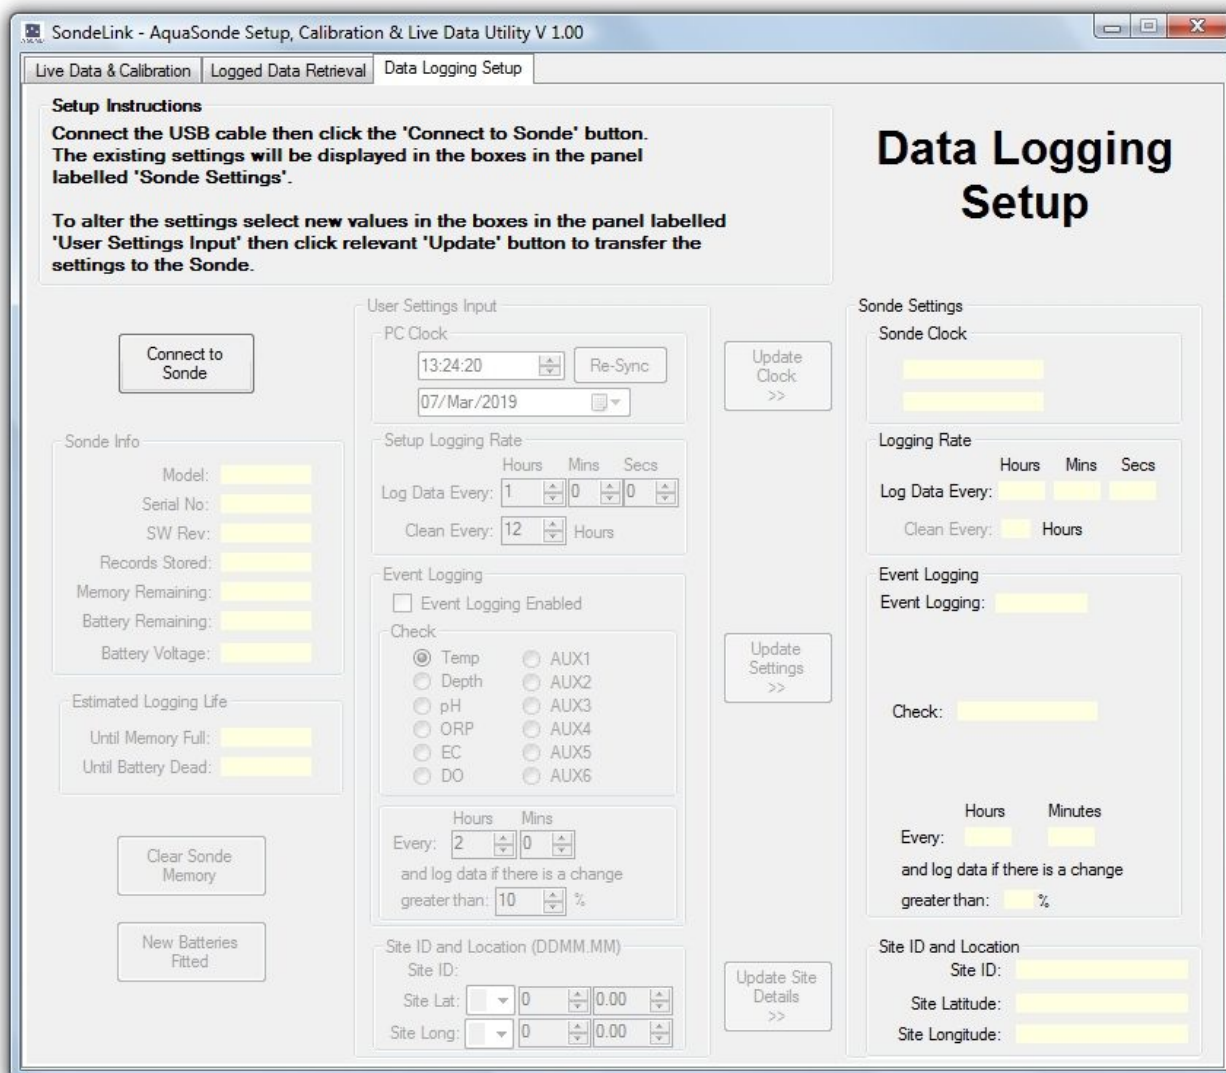 SondeLink - AquaSonde Setup, Calibration & Live Data Utility V 1.00
Live Data & Calibration
Logged Data Retrieval
Data Logging Setup
Setup Instructions
Connect the USB cable then click the 'Connect to Sonde' button.
The existing settings will be displayed in the boxes in the panel
labelled 'Sonde Settings'.
To alter the settings select new values in the boxes in the panel labelled
'User Settings Input' then click relevant 'Update' button to transfer the
settings to the Sonde.
Data Logging
Setup
Connect to
Sonde
Sonde Info
Model:
Serial No:
SW Rev:
Records Stored:
Memory Remaining:
Battery Remaining:
Battery Voltage:
Estimated Logging Life
Until Memory Full:
Until Battery Dead:
Clear Sonde
Memory
New Batteries
Fitted
User Settings Input
PC Clock
13:24:20
Re-Sync
07/Mar/2019
Setup Logging Rate
Hours Mins Secs
Log Data Every: 1 0 0
Clean Every: 12 Hours
Event Logging
Event Logging Enabled
Check
Temp AUX1
Depth AUX2
pH AUX3
ORP AUX4
EC AUX5
DO AUX6
Hours Mins
Every: 2 0
and log data if there is a change
greater than: 10 %
Site ID and Location (DDMM.MM)
Site ID:
Site Lat: 0 0.00
Site Long: 0 0.00
Update
Clock
>>
Update
Settings
>>
Update Site
Details
>>
Sonde Settings
Sonde Clock
Logging Rate
Hours Mins Secs
Log Data Every:
Clean Every: Hours
Event Logging
Event Logging:
Check:
Hours Minutes
Every:
and log data if there is a change
greater than: %
Site ID and Location
Site ID:
Site Latitude:
Site Longitude: